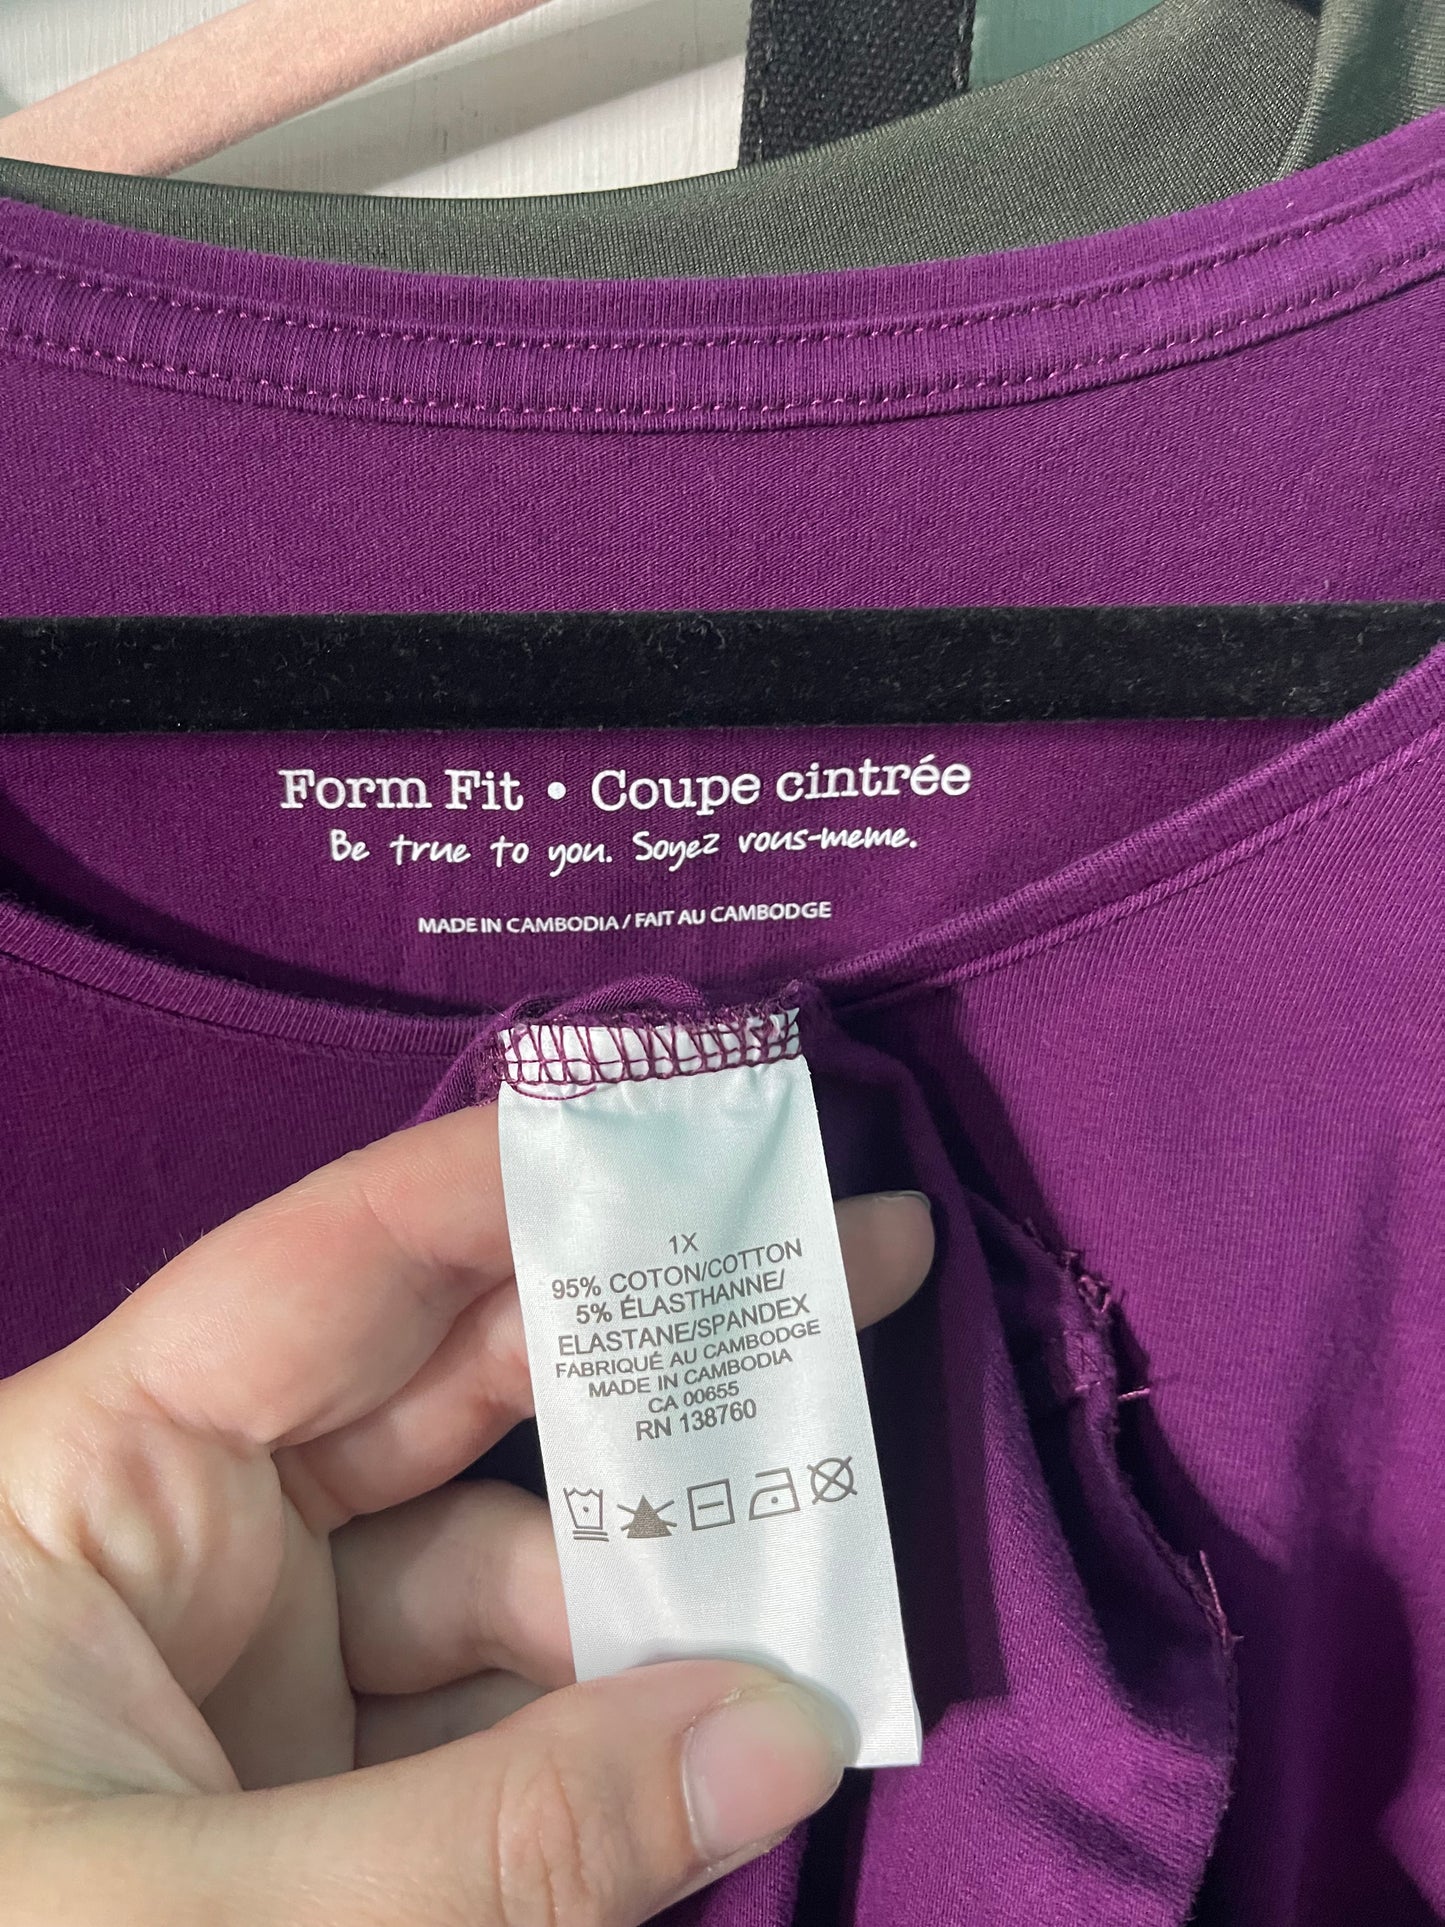 Form Fit • Coupe cintrée
Be true to you. Soyez vous-meme.
MADE IN CAMBODIA / FAIT AU CAMBODGE
1X
95% COTON/COTTON
5% ÉLASTHANNE/
ELASTANE/SPANDEX
FABRIQUÉ AU CAMBODGE
MADE IN CAMBODIA
CA 00655
RN 138760